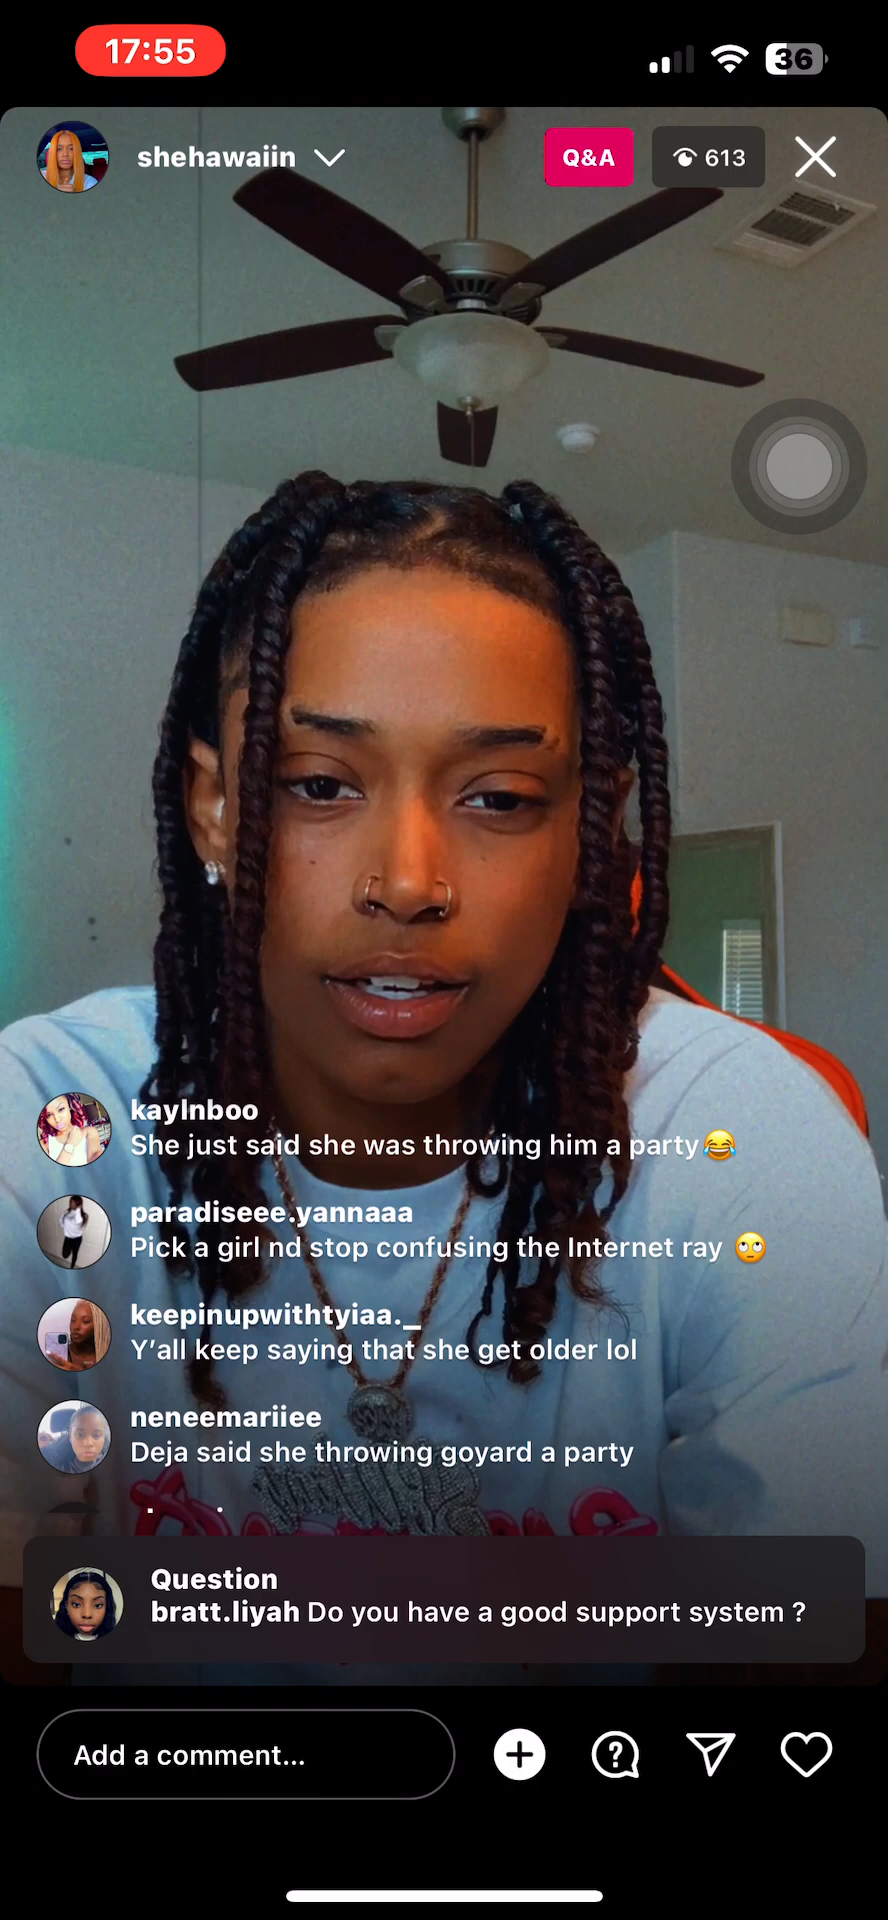 17:55
36
shehawaiin
Q&A
613
kaylnboo
She just said she was throwing him a party😂
paradiseee.yannaaa
Pick a girl nd stop confusing the Internet ray 🙄
keepinupwithtyiaa._
Y’all keep saying that she get older lol
neneemariiee
Deja said she throwing goyard a party
Question
bratt.liyah Do you have a good support system ?
Add a comment...